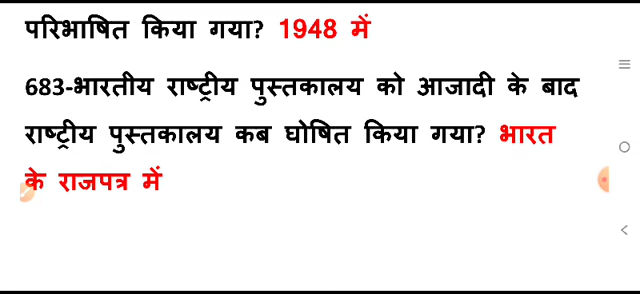 परिभाषित किया गया? 1948 में
683-भारतीय राष्ट्रीय पुस्तकालय को आजादी के बाद
राष्ट्रीय पुस्तकालय कब घोषित किया गया? भारत
के राजपत्र में